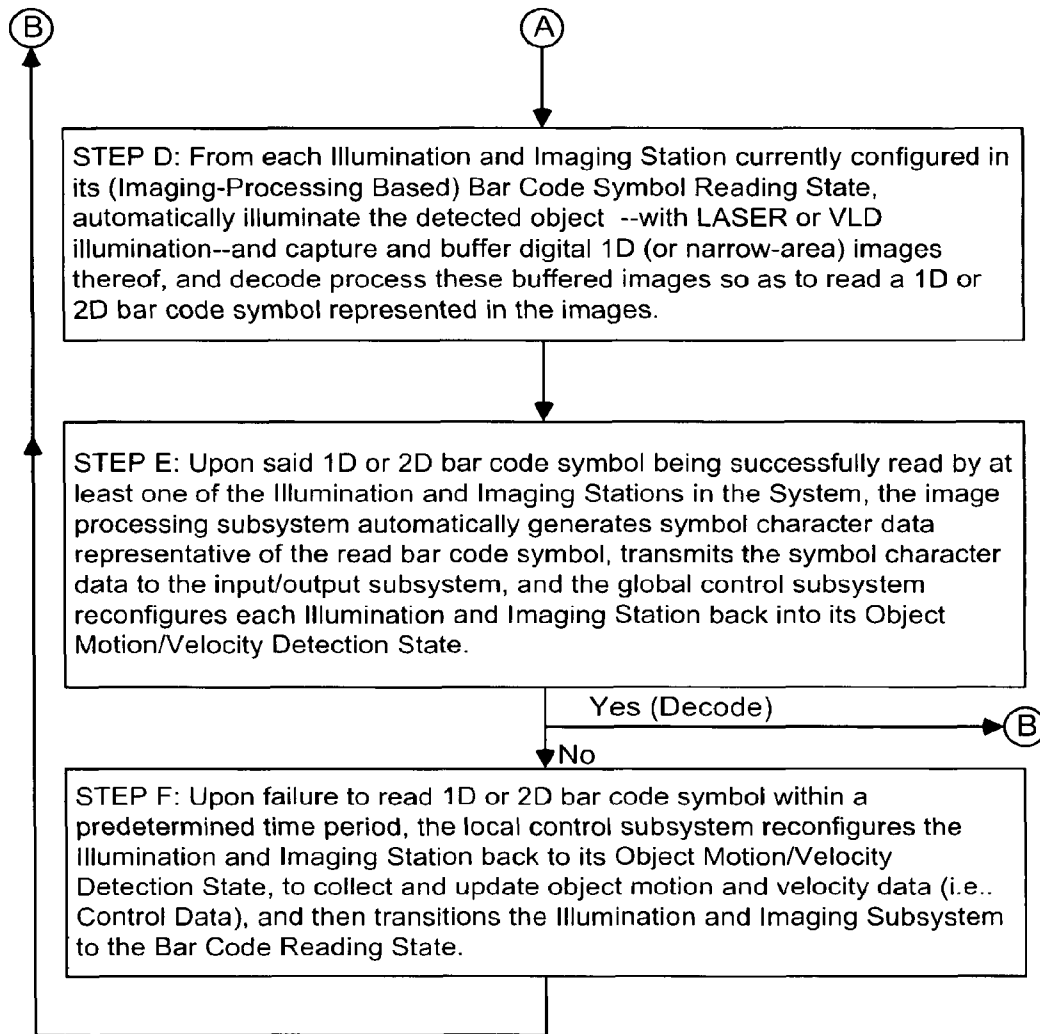 B
A
STEP D: From each Illumination and Imaging Station currently configured in
its (Imaging-Processing Based) Bar Code Symbol Reading State,
automatically illuminate the detected object --with LASER or VLD
illumination--and capture and buffer digital 1D (or narrow-area) images
thereof, and decode process these buffered images so as to read a 1D or
2D bar code symbol represented in the images.
STEP E: Upon said 1D or 2D bar code symbol being successfully read by at
least one of the Illumination and Imaging Stations in the System, the image
processing subsystem automatically generates symbol character data
representative of the read bar code symbol, transmits the symbol character
data to the input/output subsystem, and the global control subsystem
reconfigures each Illumination and Imaging Station back into its Object
Motion/Velocity Detection State.
Yes (Decode)
B
No
STEP F: Upon failure to read 1D or 2D bar code symbol within a
predetermined time period, the local control subsystem reconfigures the
Illumination and Imaging Station back to its Object Motion/Velocity
Detection State, to collect and update object motion and velocity data (i.e..
Control Data), and then transitions the Illumination and Imaging Subsystem
to the Bar Code Reading State.